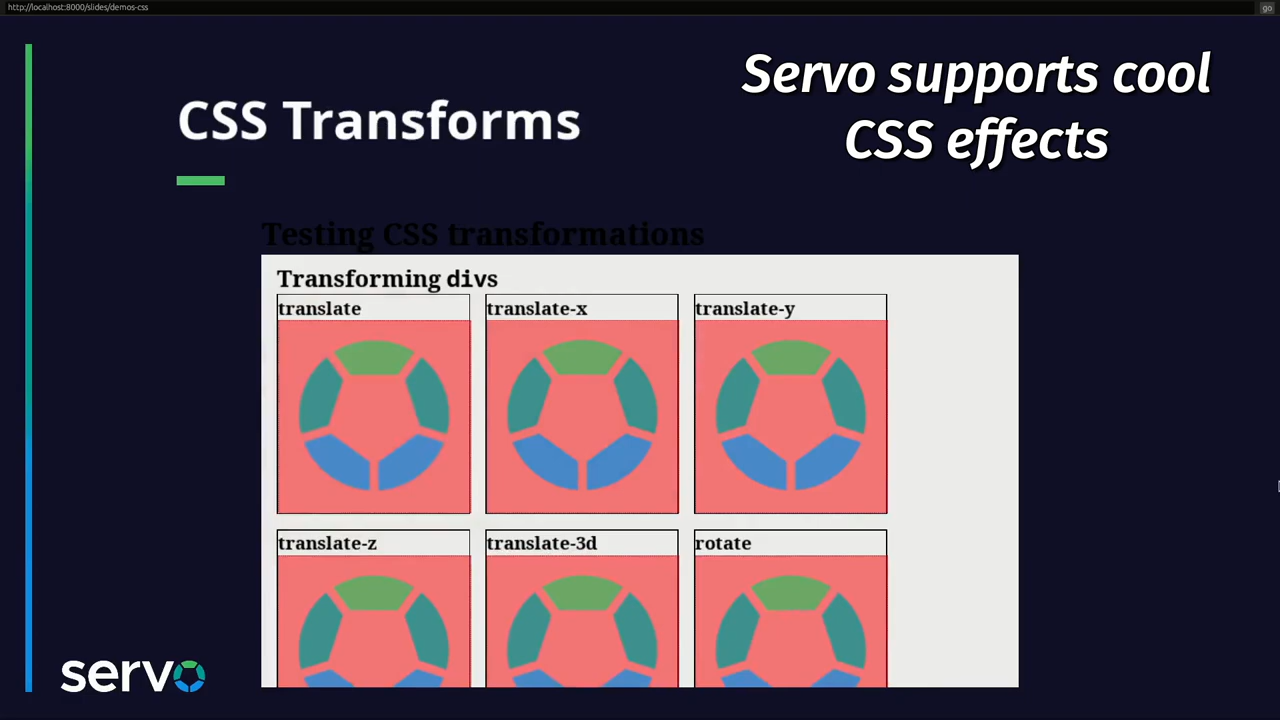 http://localhost:8000/slides/demos-css
go
Servo supports cool
CSS effects
CSS Transforms
Testing CSS transformations
Transforming divs
translate
translate-x
translate-y
translate-z
translate-3d
rotate
servo